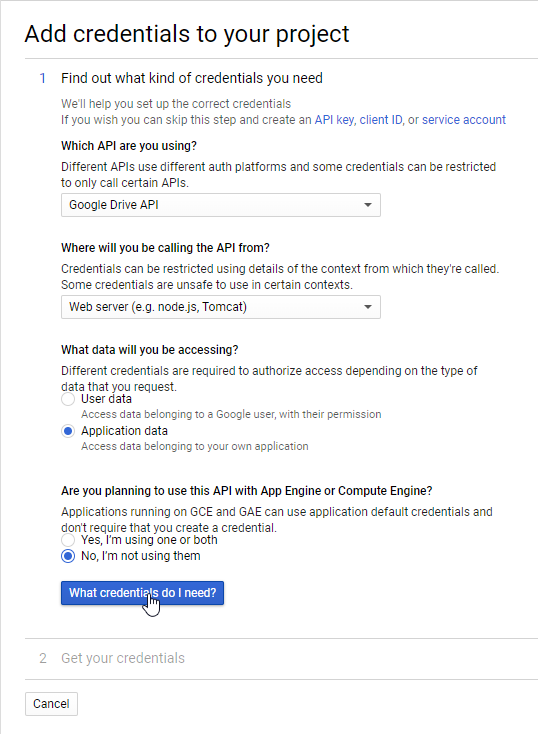 Add credentials to your project
1 Find out what kind of credentials you need
We'll help you set up the correct credentials
If you wish you can skip this step and create an API key, client ID, or service account
Which API are you using?
Different APIs use different auth platforms and some credentials can be restricted
to only call certain APIs.
Google Drive API
Where will you be calling the API from?
Credentials can be restricted using details of the context from which they're called.
Some credentials are unsafe to use in certain contexts.
Web server (e.g. node.js, Tomcat)
What data will you be accessing?
Different credentials are required to authorize access depending on the type of
data that you request.
User data
Access data belonging to a Google user, with their permission
Application data
Access data belonging to your own application
Are you planning to use this API with App Engine or Compute Engine?
Applications running on GCE and GAE can use application default credentials and
don't require that you create a credential.
Yes, I'm using one or both
No, I'm not using them
What credentials do I need?
2 Get your credentials
Cancel